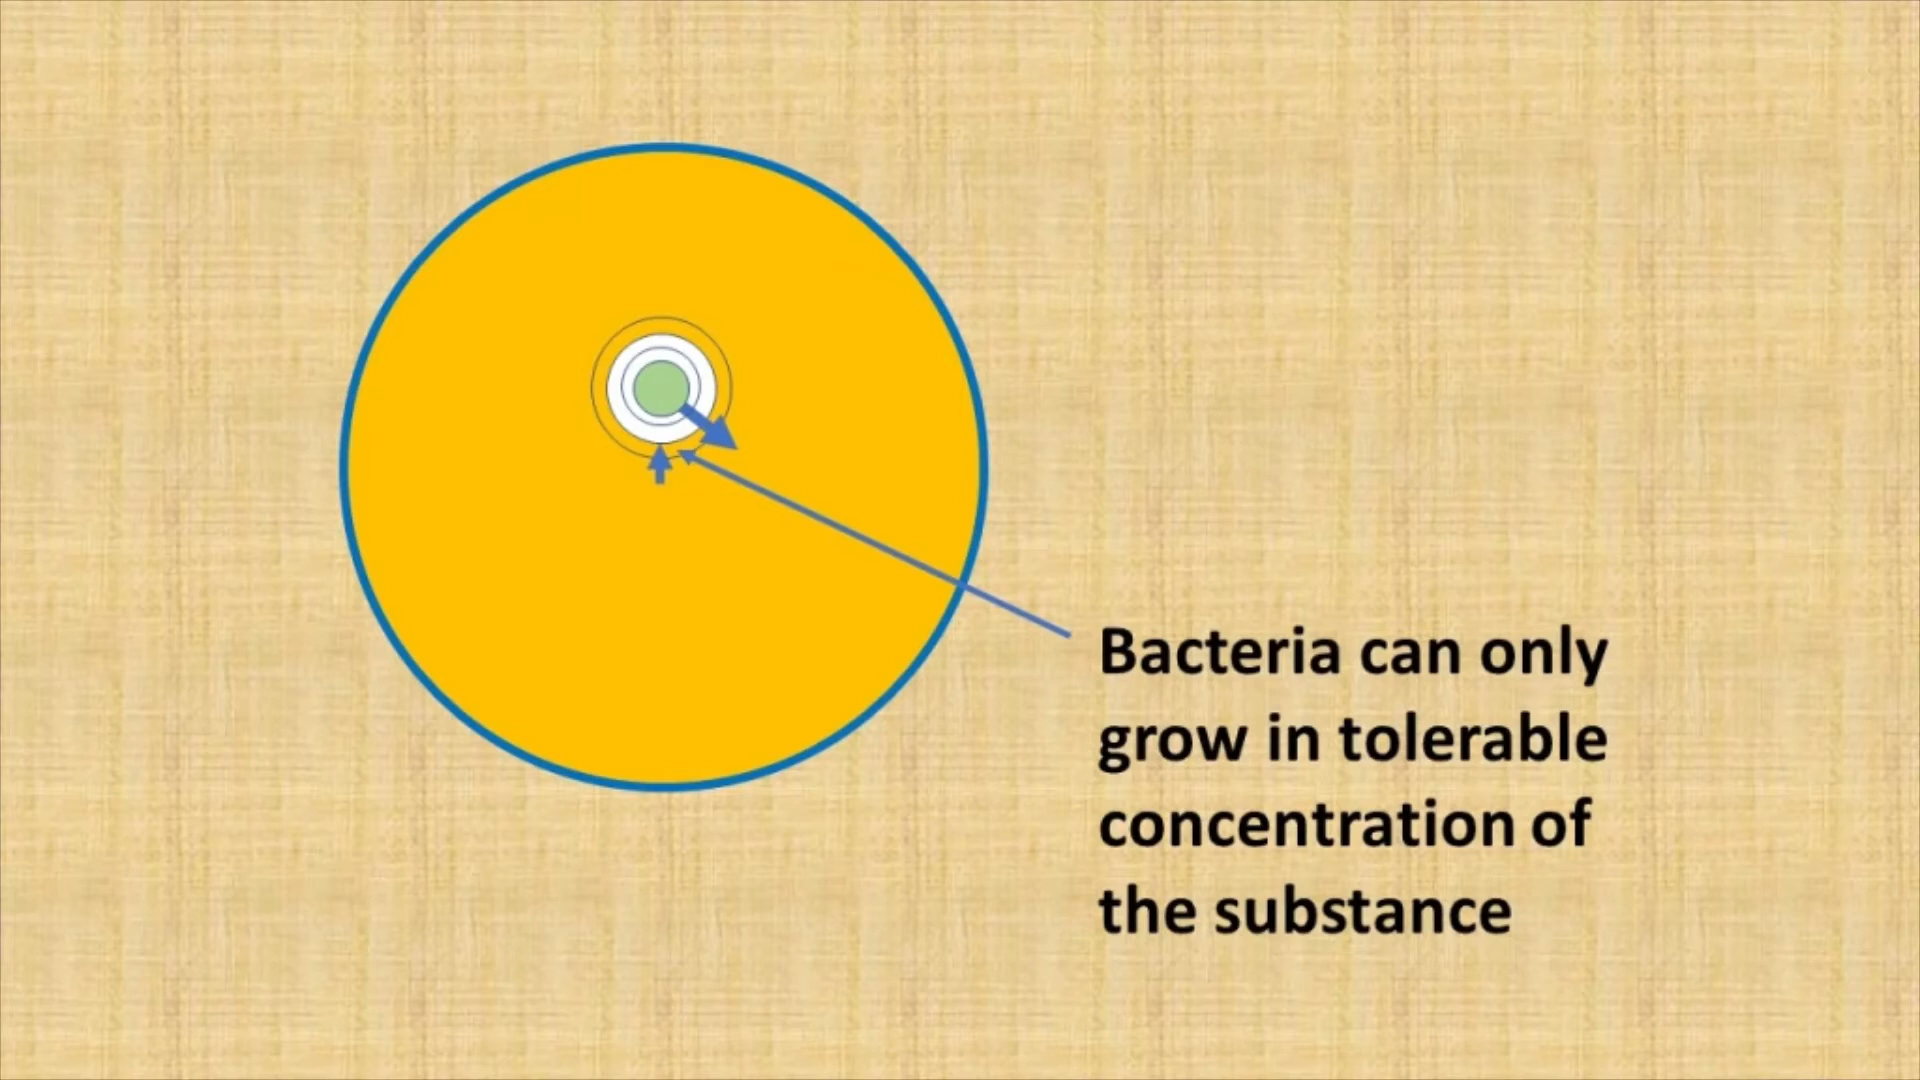 Bacteria can only
grow in tolerable
concentration of
the substance